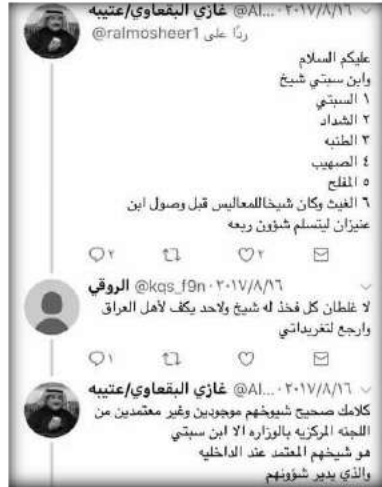 غازي البقعاوي/عتيبه @Al... · ٢٠١٧/٨/١٦
ردًا على @ralmosheer1
عليكم السلام
وابن سبتي شيخ
١ السبتي
٢ الشداد
٣ الطنبه
٤ الصهيب
٥ المفلح
٦ الغيث وكان شيخاللمعاليس قبل وصول ابن
عنيزان ليتسلم شؤون ربعه
٢ ٢
الروقي @kqs_f9n · ٢٠١٧/٨/١٦
لا غلطان كل فخذ له شيخ ولاحد يكف لأهل العراق
وارجع لتغريداتي
١
غازي البقعاوي/عتيبه @Al... · ٢٠١٧/٨/١٦
كلامك صحيح شيوخهم موجودين وغير معتمدين من
اللجنه المركزيه بالوزاره الا ابن سبتي
هو شيخهم المعتمد عند الداخليه
والذي يدير شؤونهم